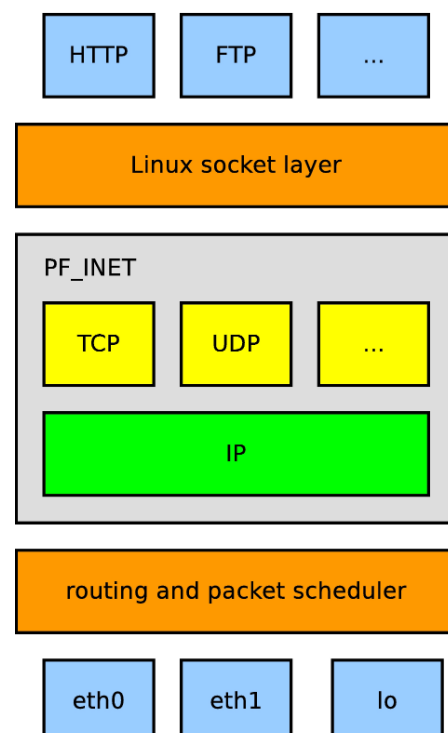 HTTP
FTP
...
Linux socket layer
PF_INET
TCP
UDP
...
IP
routing and packet scheduler
eth0
eth1
lo